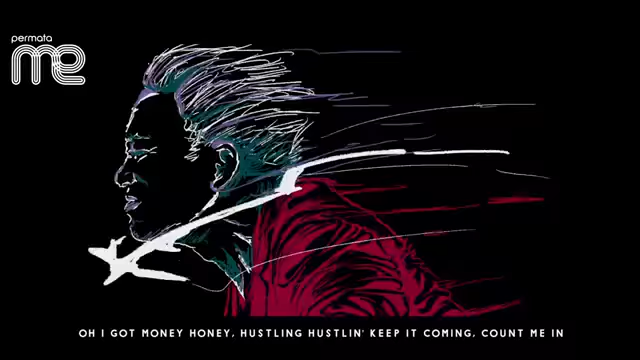 permata
me
OH I GOT MONEY HONEY, HUSTLING HUSTLIN' KEEP IT COMING, COUNT ME IN